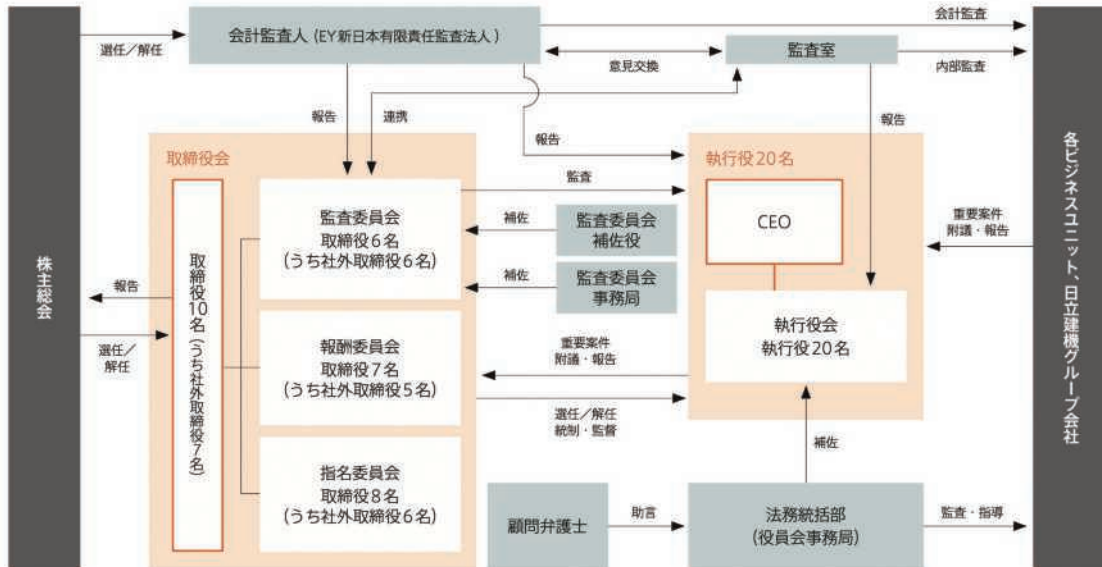 会計監査人(EY新日本有限責任監査法人)
会計監査
選任／解任
監査室
意見交換
内部監査
報告
連携
報告
報告
取締役会
執行役20名
監査
監査委員会
取締役6名
(うち社外取締役6名)
補佐
監査委員会
補佐役
CEO
重要案件
附議・報告
補佐
監査委員会
事務局
株主総会
報告
取締役10名(うち社外取締役7名)
各ビジネスユニット、日立建機グループ会社
執行役会
執行役20名
報酬委員会
取締役7名
(うち社外取締役5名)
重要案件
附議・報告
選任／
解任
選任／解任
統制・監督
補佐
指名委員会
取締役8名
(うち社外取締役6名)
顧問弁護士
助言
法務統括部
(役員会事務局)
監査・指導